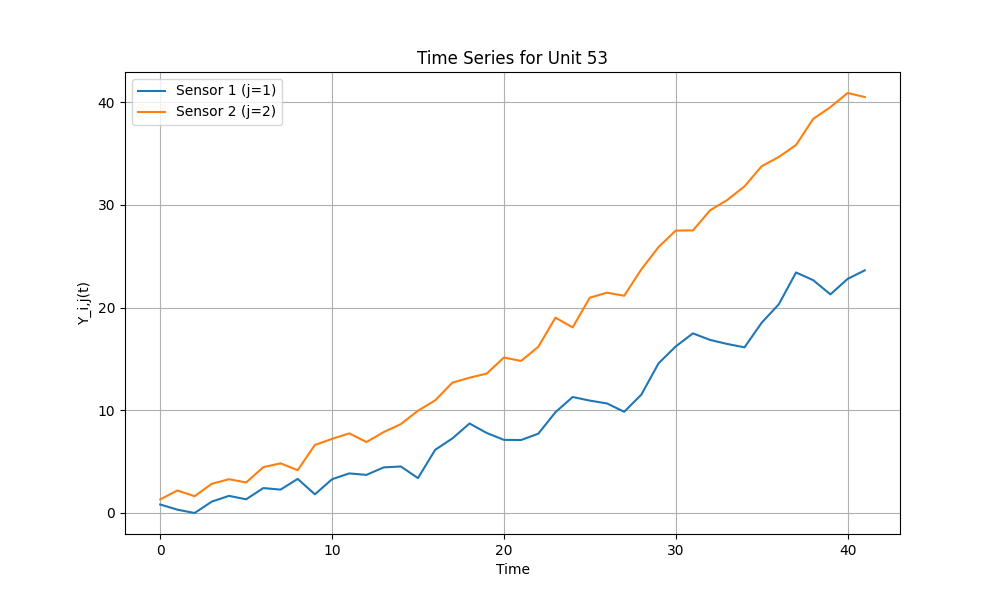 Time Series for Unit 53
Sensor 1 (j=1)
Sensor 2 (j=2)
Y_i,j(t)
40
30
20
10
0
0 10 20 30 40
Time